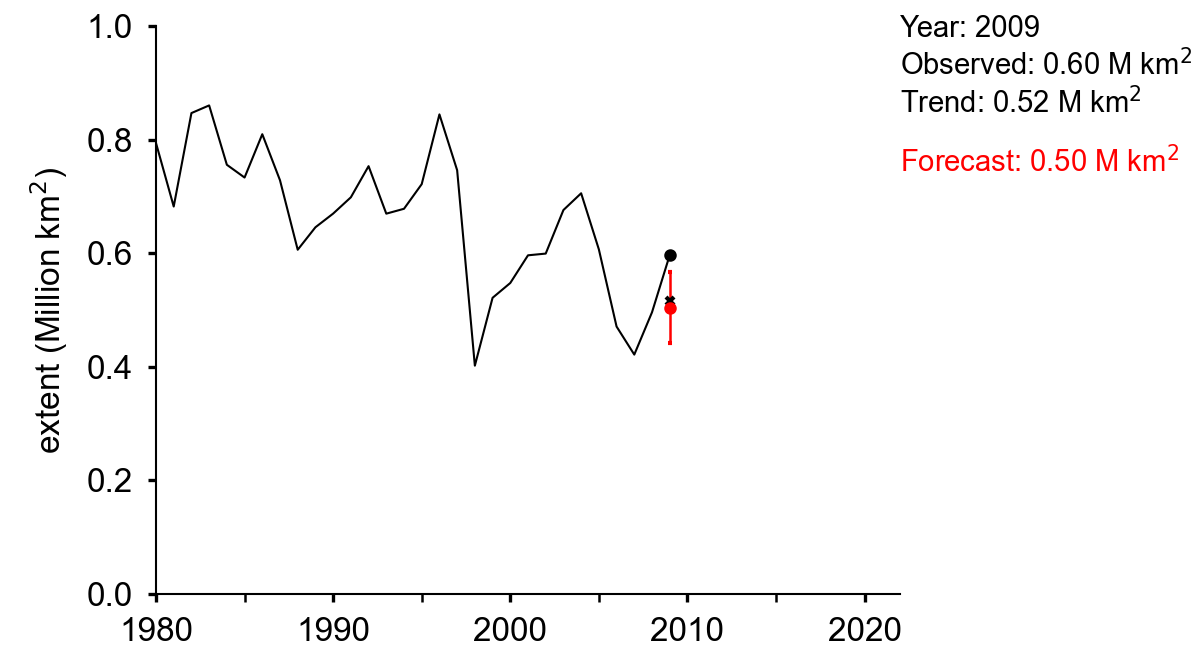 Year: 2009
Observed: 0.60 M km²
Trend: 0.52 M km²
Forecast: 0.50 M km²
extent (Million km²)
1.0
0.8
0.6
0.4
0.2
0.0
1980 1990 2000 2010 2020